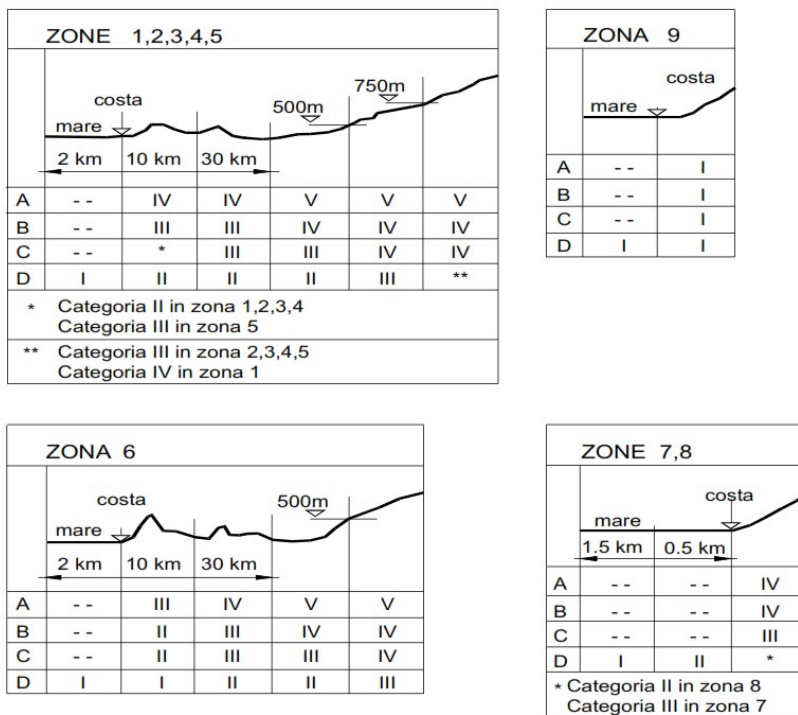 ZONE 1,2,3,4,5
costa
mare
500m
750m
2 km 10 km 30 km
A -- IV IV V V V
B -- III III IV IV IV
C -- * III III IV IV
D I II II II III **
* Categoria II in zona 1,2,3,4
Categoria III in zona 5
** Categoria III in zona 2,3,4,5
Categoria IV in zona 1
ZONA 9
costa
mare
A -- I
B -- I
C -- I
D I I
ZONA 6
costa
mare
500m
2 km 10 km 30 km
A -- III IV V V
B -- II III IV IV
C -- II III III IV
D I I II II III
ZONE 7,8
costa
mare
1.5 km 0.5 km
A -- -- IV
B -- -- IV
C -- -- III
D I II *
* Categoria II in zona 8
Categoria III in zona 7